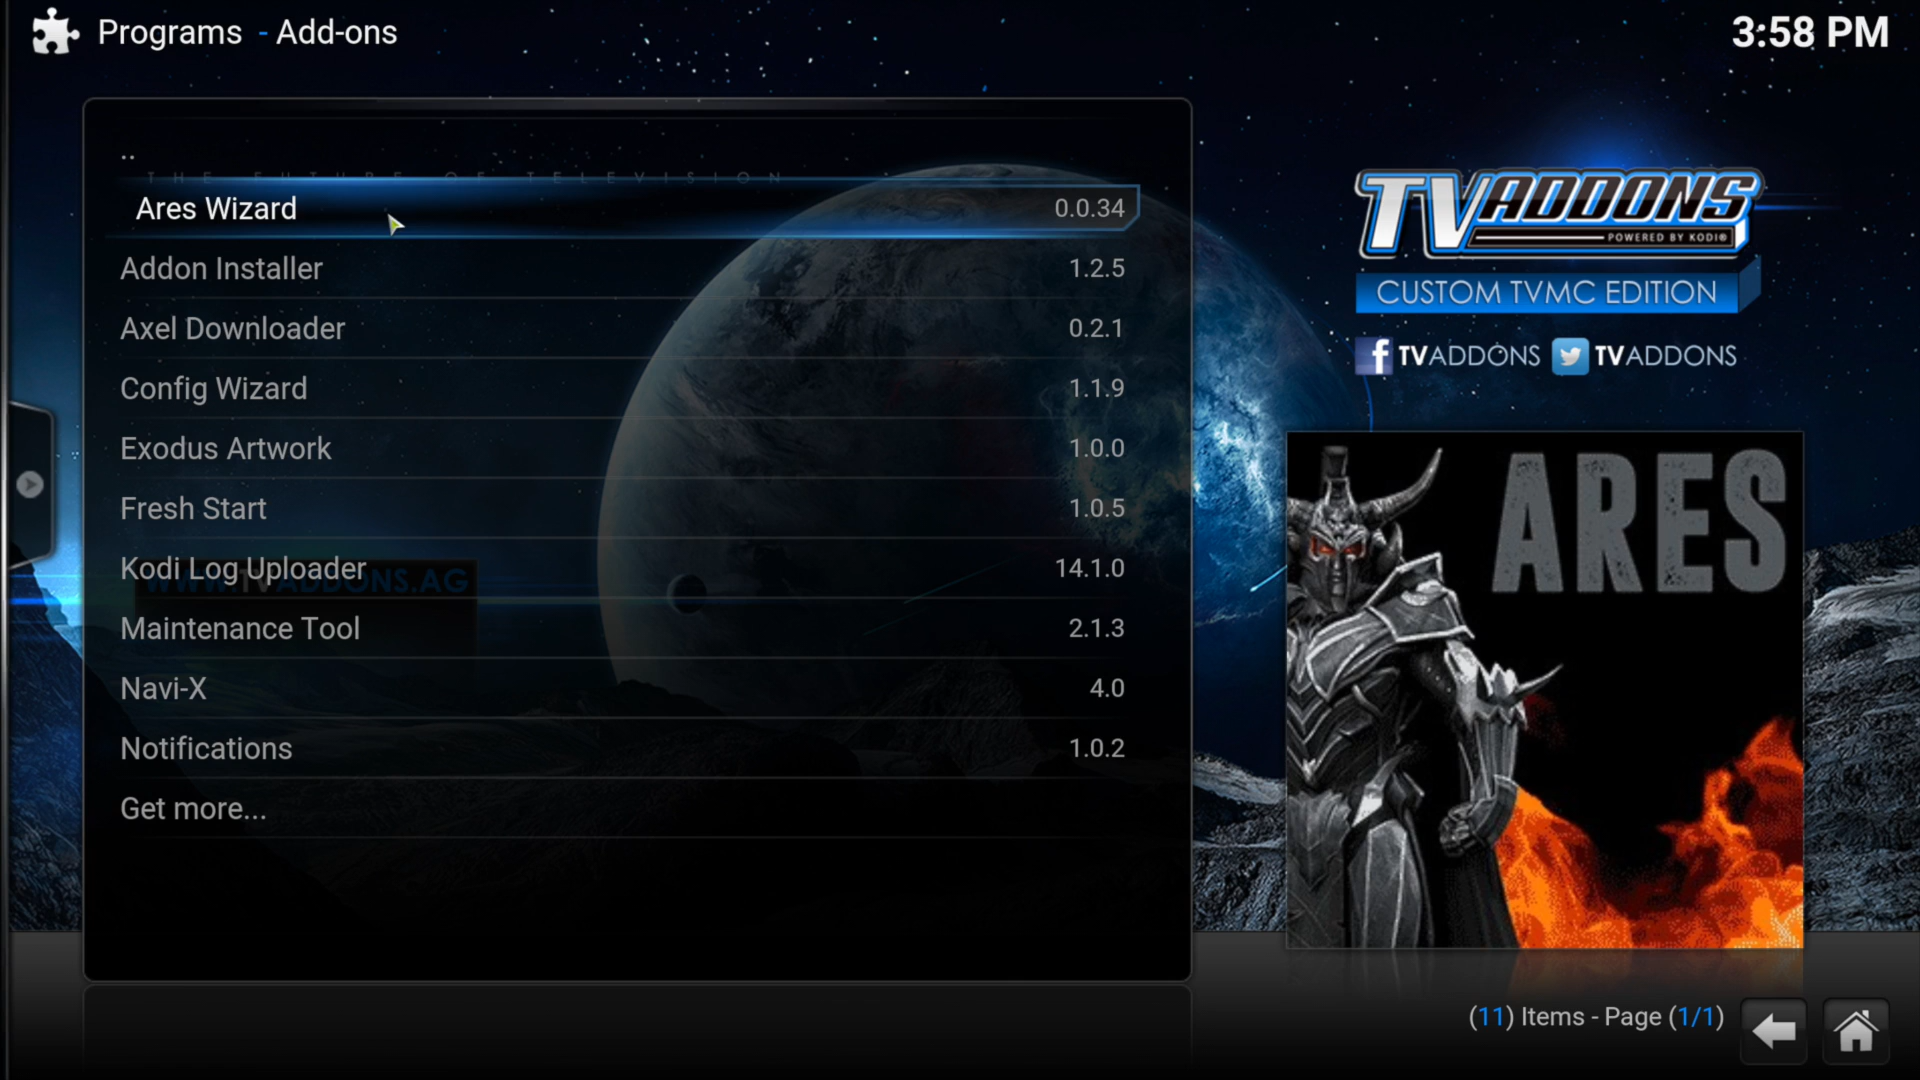 Programs - Add-ons
3:58 PM
..
THE FUTURE OF TELEVISION
Ares Wizard 0.0.34
Addon Installer 1.2.5
Axel Downloader 0.2.1
Config Wizard 1.1.9
Exodus Artwork 1.0.0
Fresh Start 1.0.5
Kodi Log Uploader 14.1.0
WWW.TVADDONS.AG
Maintenance Tool 2.1.3
Navi-X 4.0
Notifications 1.0.2
Get more...
TVADDONS
POWERED BY KODI®
CUSTOM TVMC EDITION
f TVADDONS TVADDONS
ARES
(11) Items - Page (1/1)